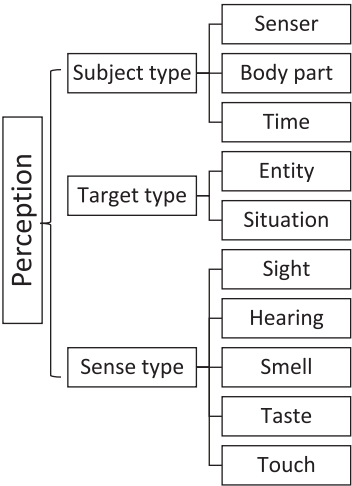 Perception
Subject type
Senser
Body part
Time
Target type
Entity
Situation
Sense type
Sight
Hearing
Smell
Taste
Touch